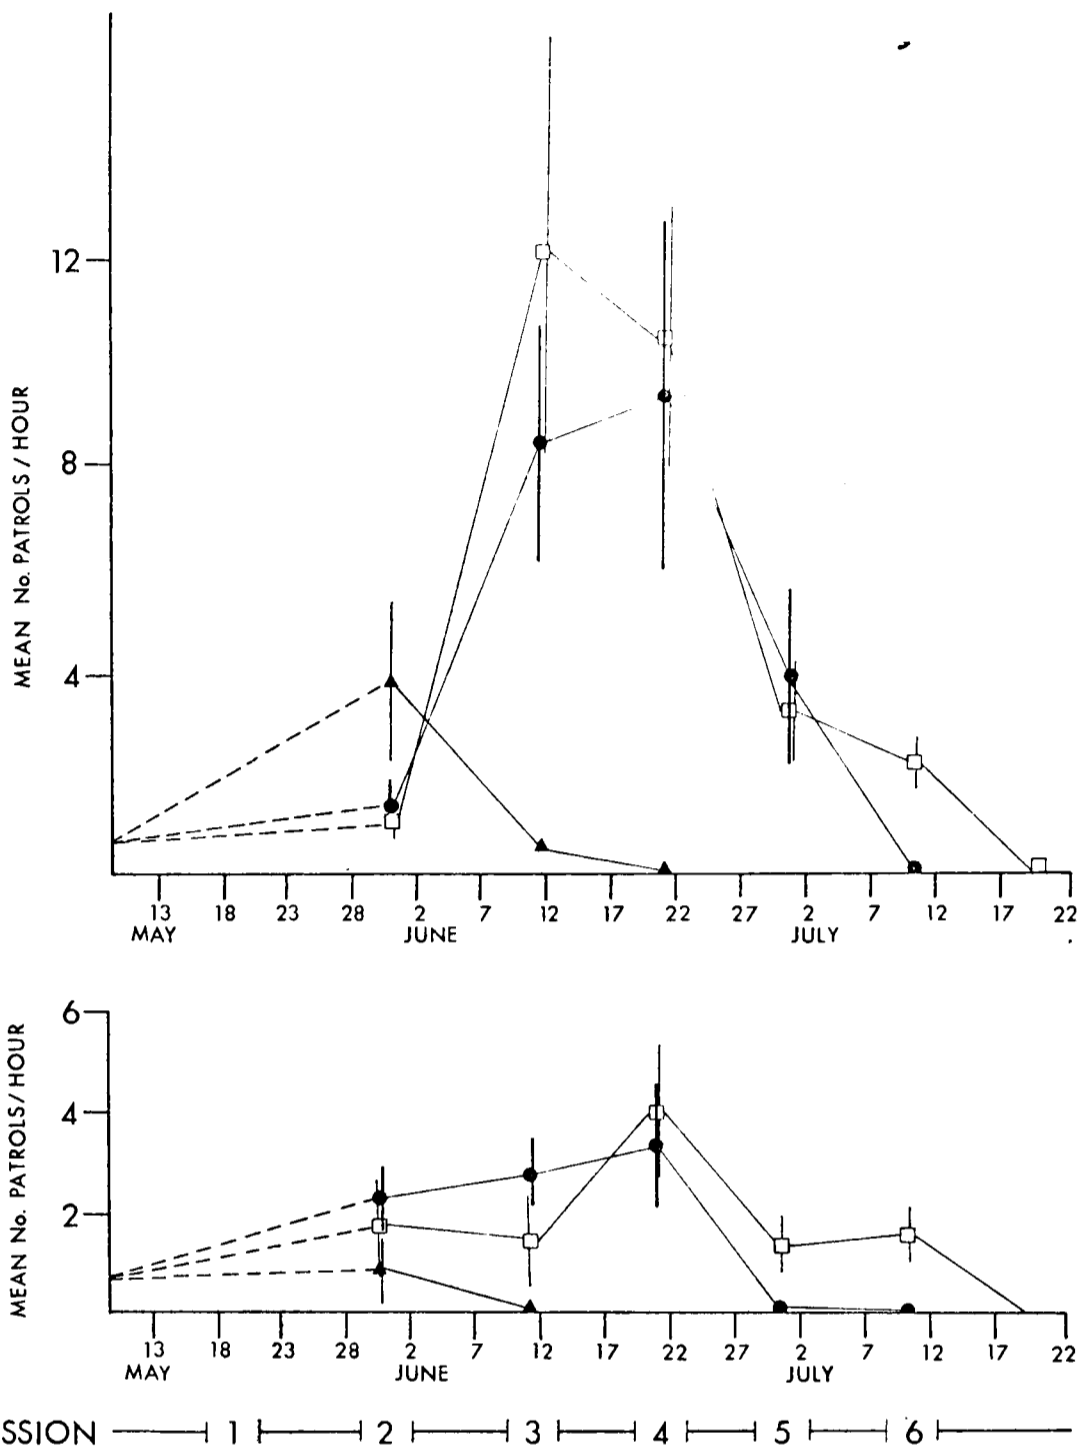 12
8
4
MEAN No. PATROLS / HOUR
13 18 23 28 2 7 12 17 22 27 2 7 12 17 22
MAY JUNE JULY
6
4
2
MEAN No. PATROLS/HOUR
13 18 23 28 2 7 12 17 22 27 2 7 12 17 22
MAY JUNE JULY
SSION 1 2 3 4 5 6